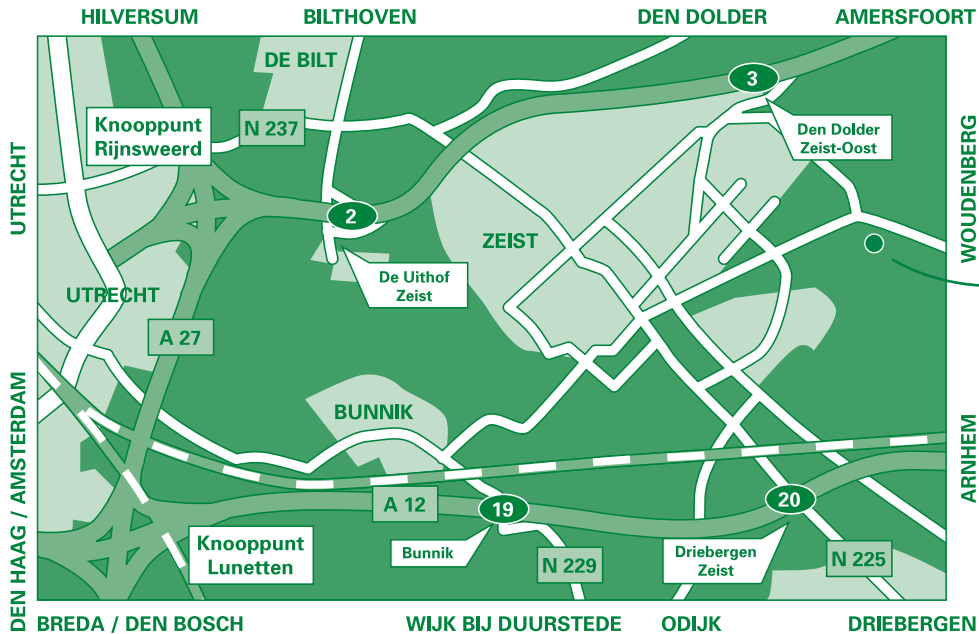 HILVERSUM
BILTHOVEN
DEN DOLDER
AMERSFOORT
DE BILT
3
Knooppunt
Rijnsweerd
N 237
Den Dolder
Zeist-Oost
UTRECHT
WOUDENBERG
2
ZEIST
De Uithof
Zeist
UTRECHT
A 27
BUNNIK
DEN HAAG / AMSTERDAM
ARNHEM
A 12
19
20
Knooppunt
Lunetten
Bunnik
N 229
Driebergen
Zeist
N 225
BREDA / DEN BOSCH
WIJK BIJ DUURSTEDE
ODIJK
DRIEBERGEN